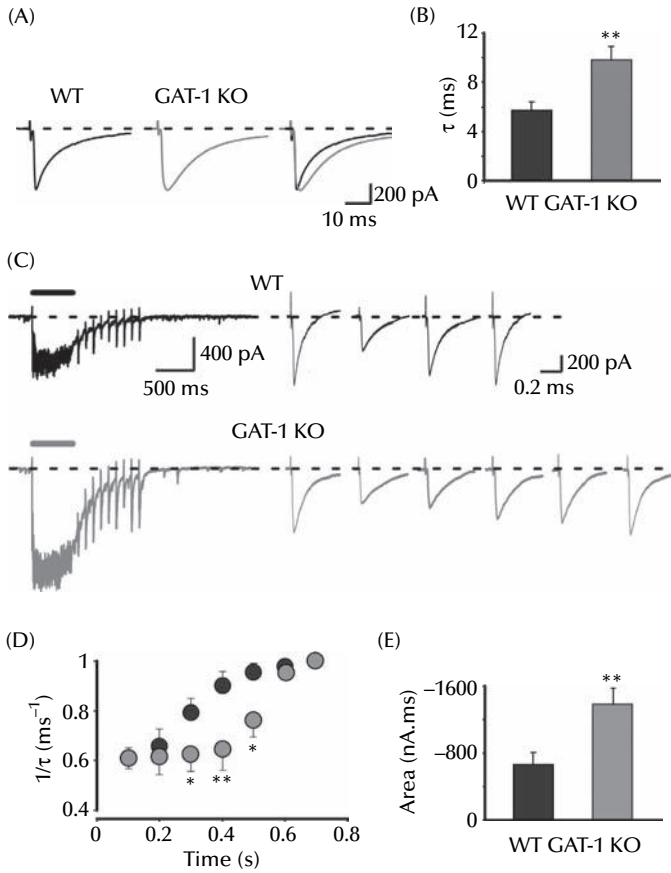 (A)
WT
GAT-1 KO
200 pA
10 ms
(B)
12
8
4
0
τ (ms)
**
WT GAT-1 KO
(C)
WT
400 pA
500 ms
200 pA
0.2 ms
GAT-1 KO
(D)
1
0.8
0.6
0.4
1/τ (ms⁻¹)
*
**
*
0
0.2
0.4
0.6
0.8
Time (s)
(E)
−1600
−800
0
Area (nA.ms)
**
WT GAT-1 KO